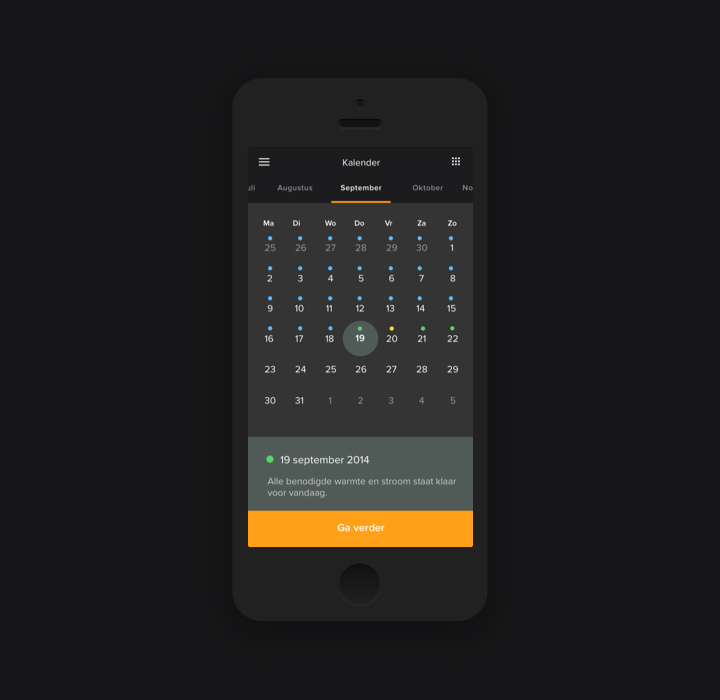 Kalender
uli Augustus September Oktober No
Ma Di Wo Do Vr Za Zo
25 26 27 28 29 30 1
2 3 4 5 6 7 8
9 10 11 12 13 14 15
16 17 18 19 20 21 22
23 24 25 26 27 28 29
30 31 1 2 3 4 5
19 september 2014
Alle benodigde warmte en stroom staat klaar
voor vandaag.
Ga verder